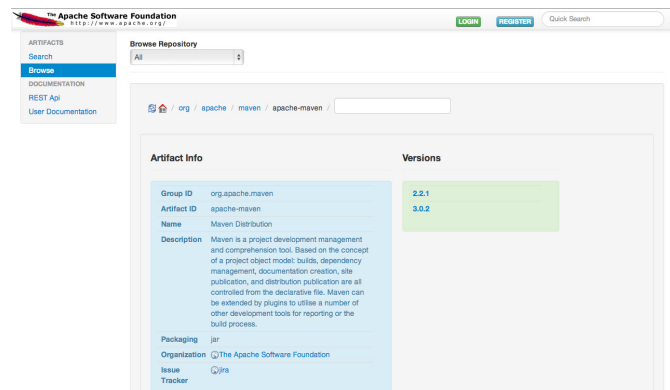 The Apache Software Foundation
http://www.apache.org/
LOGIN
REGISTER
Quick Search
ARTIFACTS
Search
Browse
DOCUMENTATION
REST Api
User Documentation
Browse Repository
All
/ org / apache / maven / apache-maven /
Artifact Info
Group ID org.apache.maven
Artifact ID apache-maven
Name Maven Distribution
Description Maven is a project development management
and comprehension tool. Based on the concept
of a project object model: builds, dependency
management, documentation creation, site
publication, and distribution publication are all
controlled from the declarative file. Maven can
be extended by plugins to utilise a number of
other development tools for reporting or the
build process.
Packaging jar
Organization The Apache Software Foundation
Issue jira
Tracker
Versions
2.2.1
3.0.2